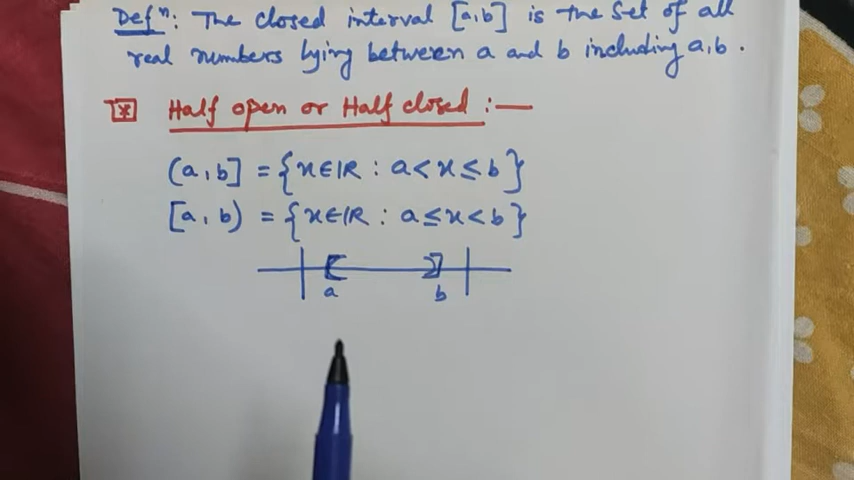 Defⁿ: The closed interval [a,b] is the set of all
real numbers lying between a and b including a,b.
* Half open or Half closed :—
(a,b] = {x∈ℝ : a<x≤b}
[a,b) = {x∈ℝ : a≤x<b}
a b